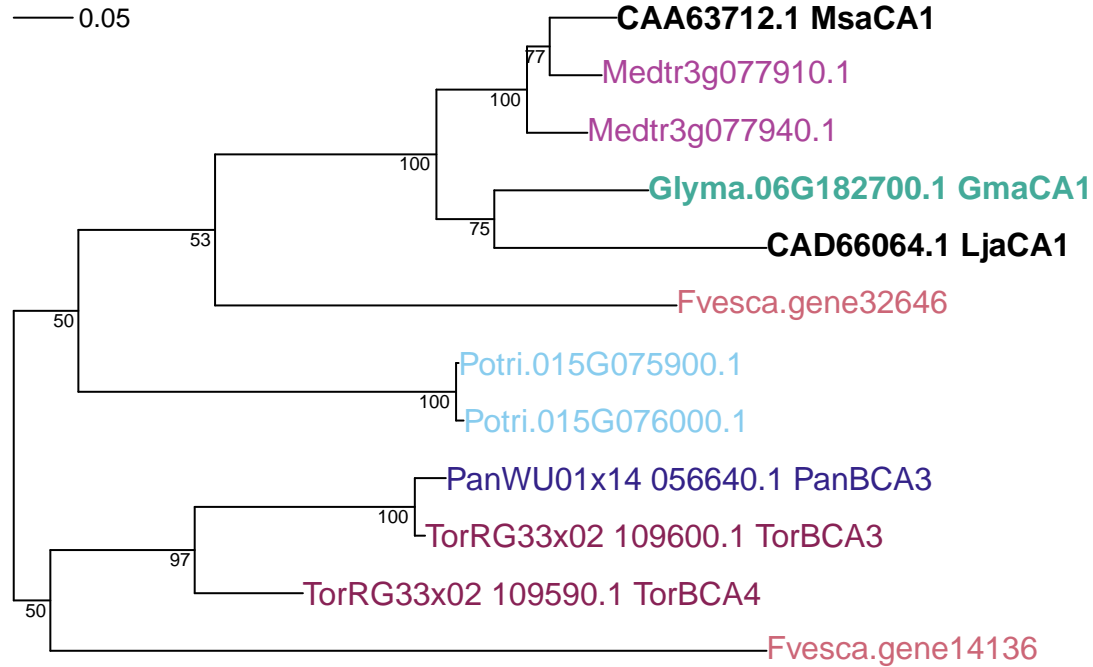 0.05
CAA63712.1 MsaCA1
77
Medtr3g077910.1
100
Medtr3g077940.1
100
Glyma.06G182700.1 GmaCA1
75
53
CAD66064.1 LjaCA1
Fvesca.gene32646
50
Potri.015G075900.1
100
Potri.015G076000.1
PanWU01x14 056640.1 PanBCA3
100
TorRG33x02 109600.1 TorBCA3
97
TorRG33x02 109590.1 TorBCA4
50
Fvesca.gene14136